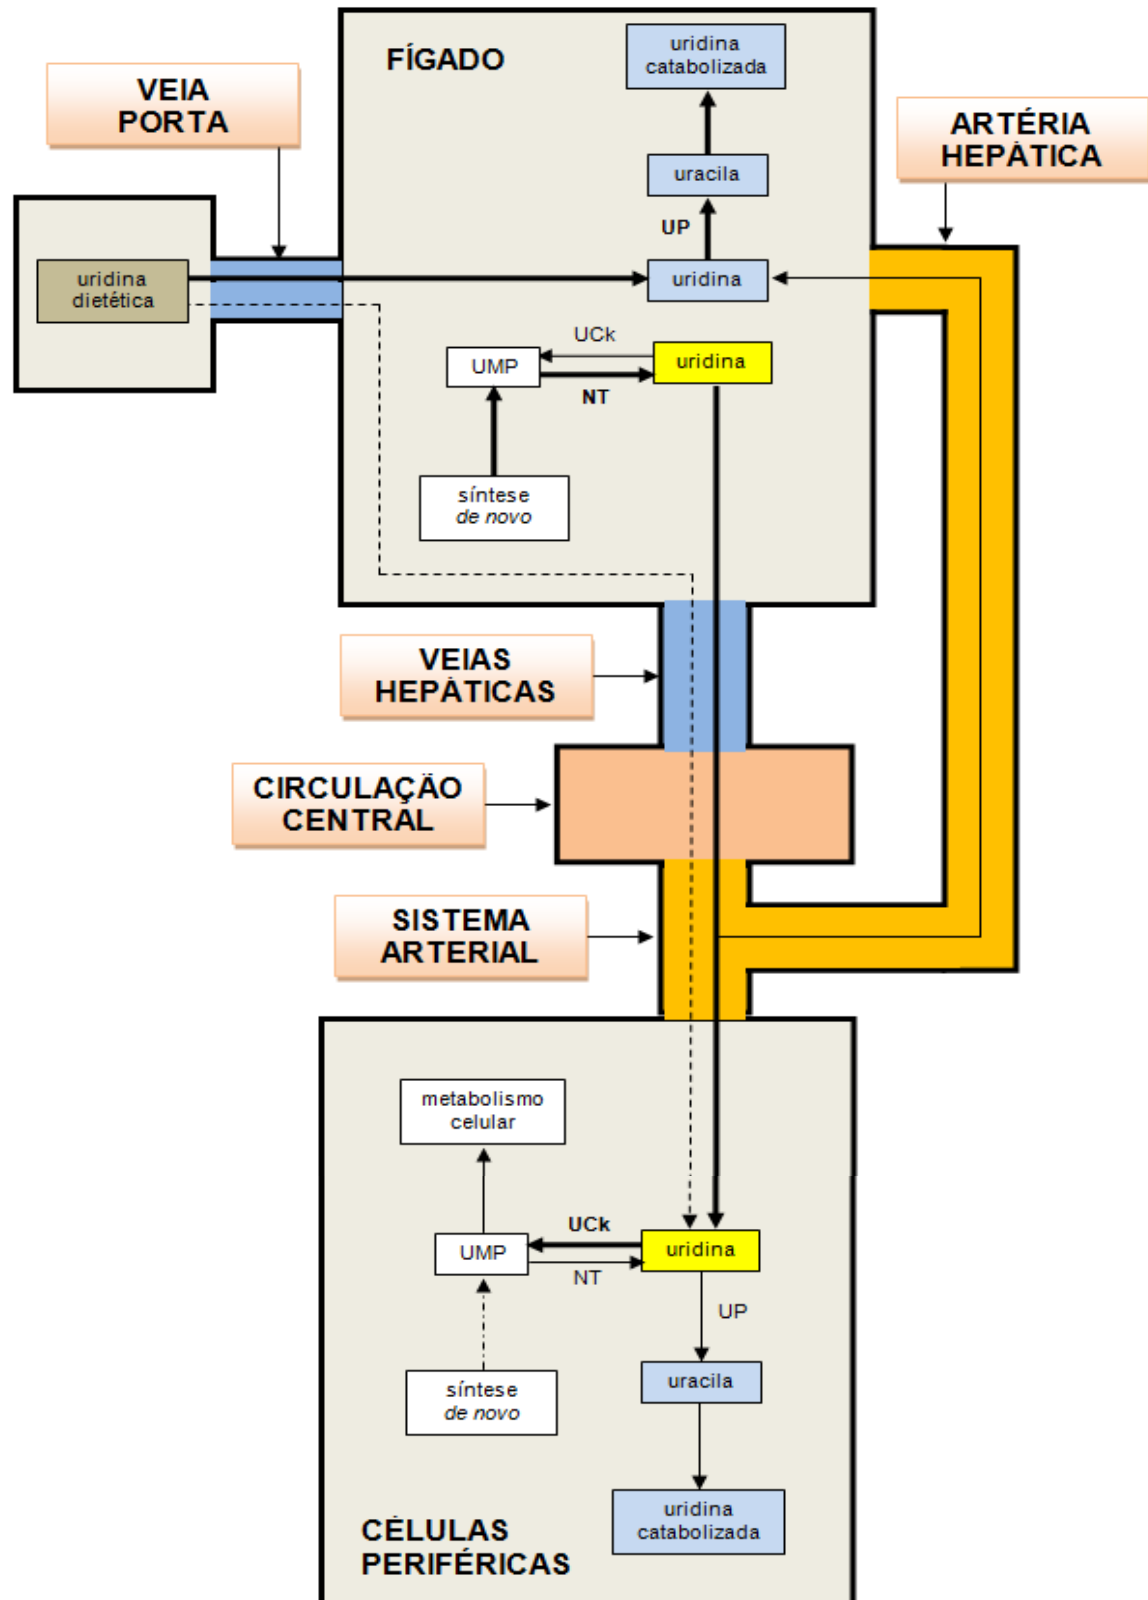 FÍGADO
uridina
catabolizada
VEIA
PORTA
ARTÉRIA
HEPÁTICA
uracila
UP
uridina
dietética
uridina
UCk
UMP
uridina
NT
síntese
de novo
VEIAS
HEPÁTICAS
CIRCULAÇÃO
CENTRAL
SISTEMA
ARTERIAL
metabolismo
celular
UCk
UMP
uridina
NT
UP
síntese
de novo
uracila
uridina
catabolizada
CÉLULAS
PERIFÉRICAS